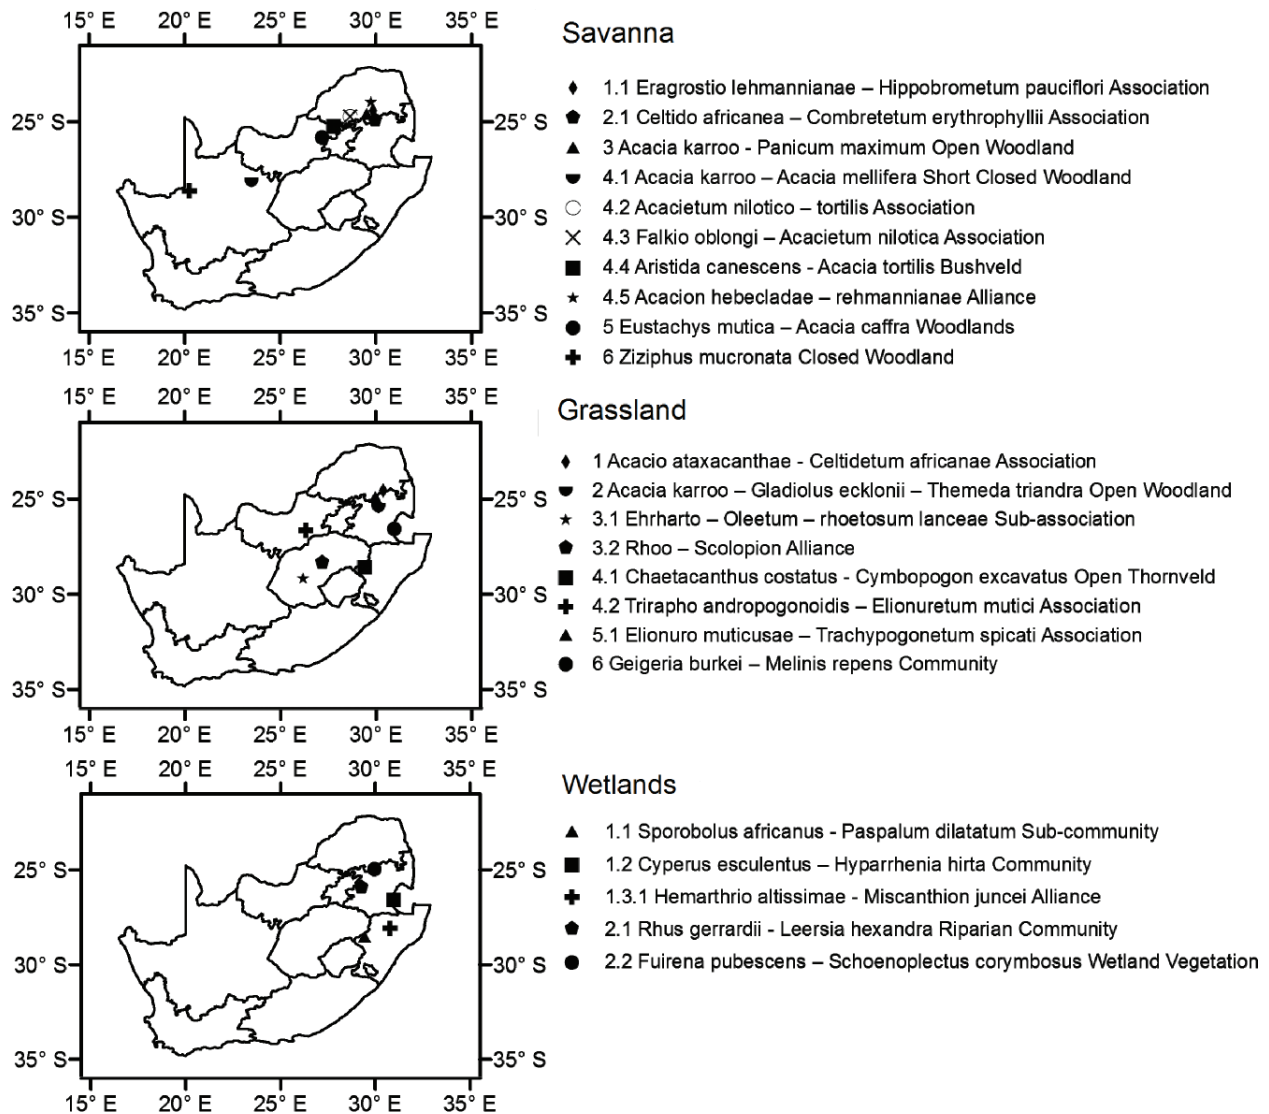 15° E 20° E 25° E 30° E 35° E
Savanna
1.1 Eragrostio lehmannianae – Hippobrometum pauciflori Association
25° S 25° S
2.1 Celtido africanea – Combretetum erythrophyllii Association
3 Acacia karroo - Panicum maximum Open Woodland
4.1 Acacia karroo – Acacia mellifera Short Closed Woodland
4.2 Acacietum nilotico – tortilis Association
30° S 30° S
4.3 Falkio oblongi – Acacietum nilotica Association
4.4 Aristida canescens - Acacia tortilis Bushveld
4.5 Acacion hebecladae – rehmannianae Alliance
35° S 35° S
5 Eustachys mutica – Acacia caffra Woodlands
6 Ziziphus mucronata Closed Woodland
15° E 20° E 25° E 30° E 35° E
15° E 20° E 25° E 30° E 35° E
Grassland
1 Acacio ataxacanthae - Celtidetum africanae Association
25° S 25° S
2 Acacia karroo – Gladiolus ecklonii – Themeda triandra Open Woodland
3.1 Ehrharto – Oleetum – rhoetosum lanceae Sub-association
3.2 Rhoo – Scolopion Alliance
4.1 Chaetacanthus costatus - Cymbopogon excavatus Open Thornveld
30° S 30° S
4.2 Trirapho andropogonoidis – Elionuretum mutici Association
5.1 Elionuro muticusae – Trachypogonetum spicati Association
6 Geigeria burkei – Melinis repens Community
35° S 35° S
15° E 20° E 25° E 30° E 35° E
15° E 20° E 25° E 30° E 35° E
Wetlands
1.1 Sporobolus africanus - Paspalum dilatatum Sub-community
25° S 25° S
1.2 Cyperus esculentus – Hyparrhenia hirta Community
1.3.1 Hemarthrio altissimae - Miscanthion juncei Alliance
2.1 Rhus gerrardii - Leersia hexandra Riparian Community
30° S 30° S
2.2 Fuirena pubescens – Schoenoplectus corymbosus Wetland Vegetation
35° S 35° S
15° E 20° E 25° E 30° E 35° E